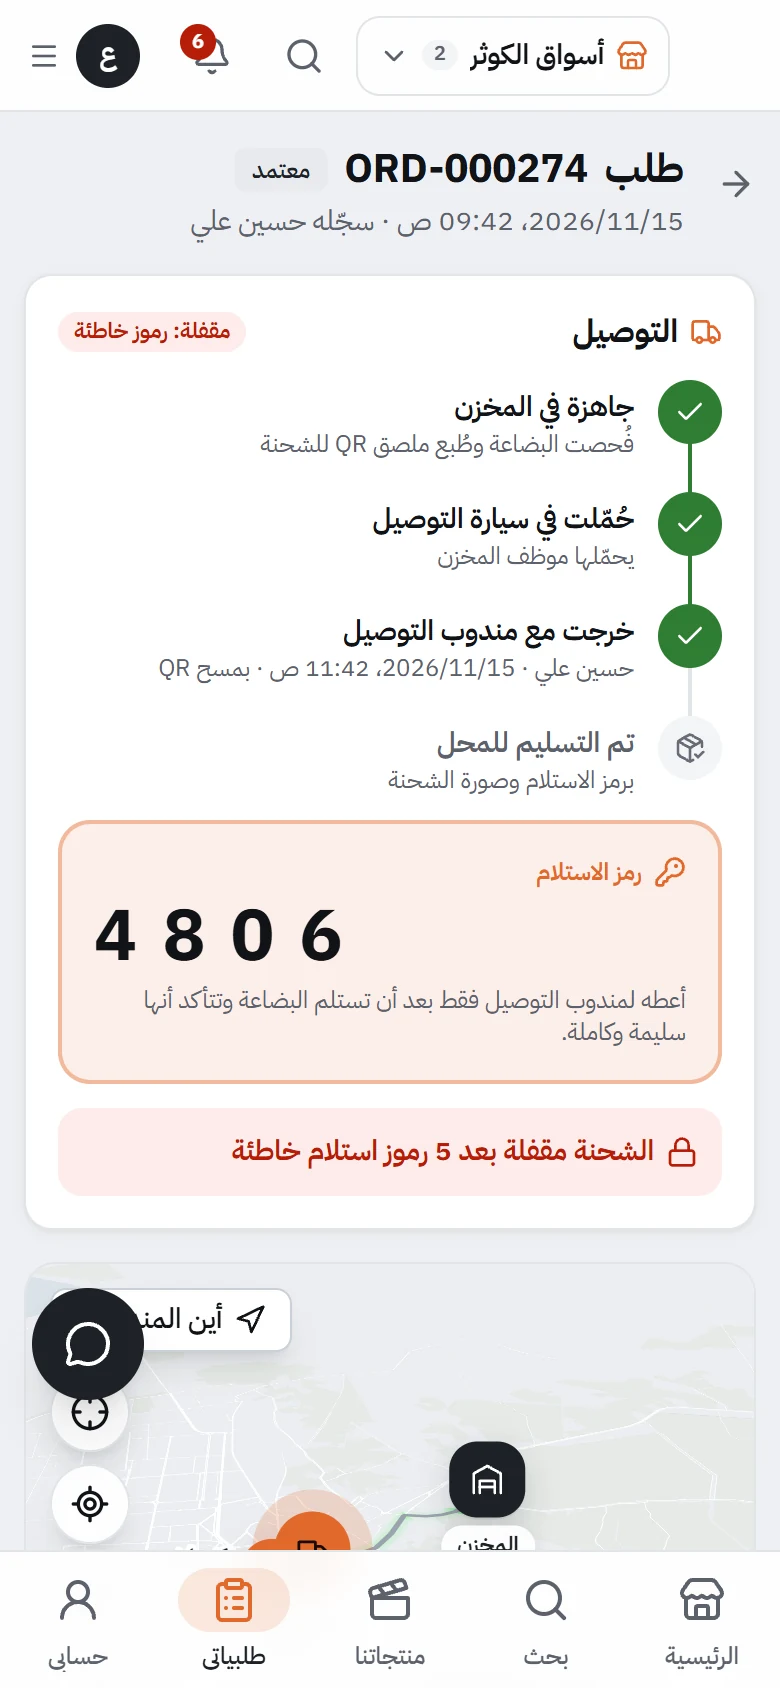 أسواق الكوثر 2
6
ع
طلب ORD-000274 معتمد
2026/11/15، 09:42 ص · سجّله حسين علي
التوصيل
مقفلة: رموز خاطئة
جاهزة في المخزن
فُحصت البضاعة وطُبع ملصق QR للشحنة
حُمّلت في سيارة التوصيل
يحمّلها موظف المخزن
خرجت مع مندوب التوصيل
حسين علي · 2026/11/15، 11:42 ص · بمسح QR
تم التسليم للمحل
برمز الاستلام وصورة الشحنة
رمز الاستلام
4 8 0 6
أعطه لمندوب التوصيل فقط بعد أن تستلم البضاعة وتتأكد أنها
سليمة وكاملة.
الشحنة مقفلة بعد 5 رموز استلام خاطئة
أين
المخزن
الرئيسية
بحث
منتجاتنا
طلبياتي
حسابي